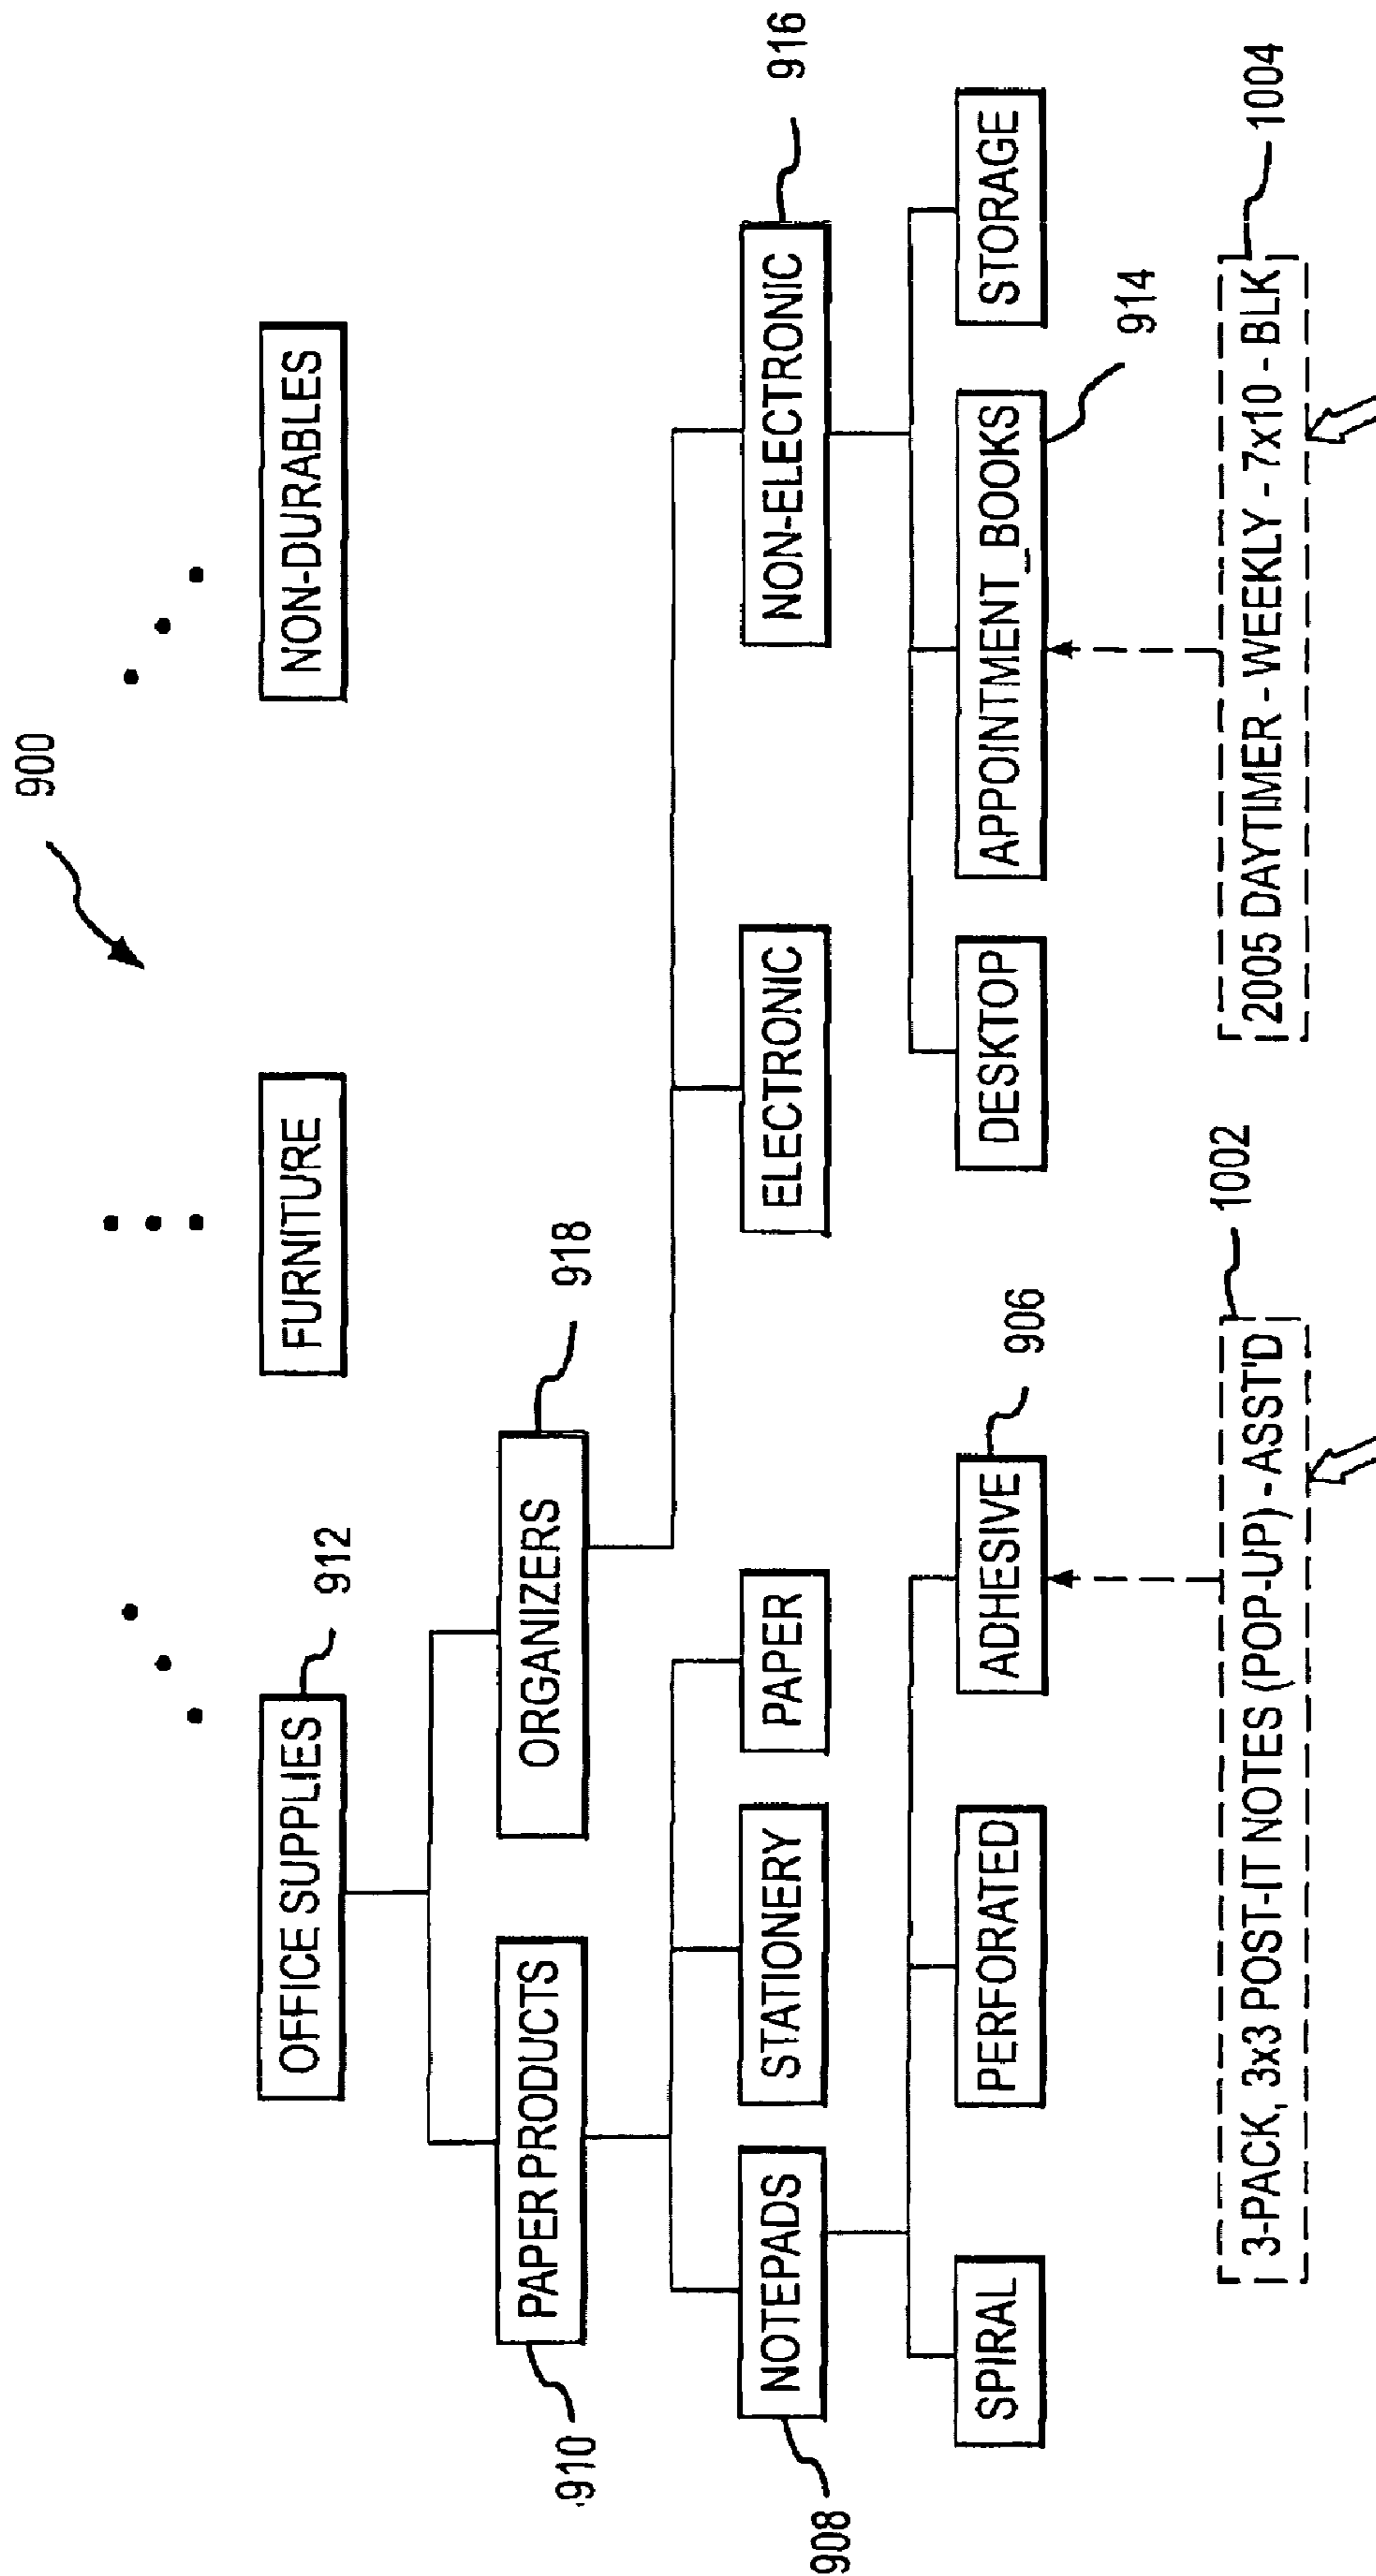 900
OFFICE SUPPLIES
912
FURNITURE
NON-DURABLES
910
PAPER PRODUCTS
ORGANIZERS
918
908
NOTEPADS
STATIONERY
PAPER
ELECTRONIC
NON-ELECTRONIC
916
SPIRAL
PERFORATED
ADHESIVE
906
DESKTOP
APPOINTMENT_BOOKS
914
STORAGE
3-PACK, 3x3 POST-IT NOTES (POP-UP) - ASST'D
1002
2005 DAYTIMER - WEEKLY - 7x10 - BLK
1004